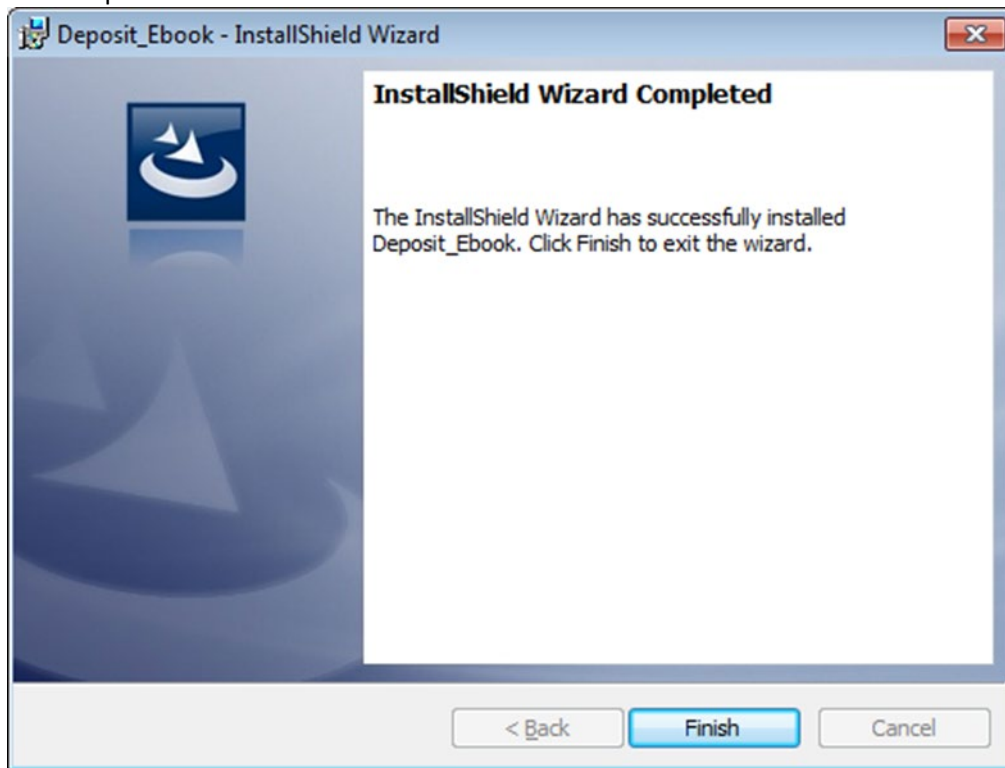 Deposit_Ebook - InstallShield Wizard
InstallShield Wizard Completed
The InstallShield Wizard has successfully installed
Deposit_Ebook. Click Finish to exit the wizard.
< Back
Finish
Cancel